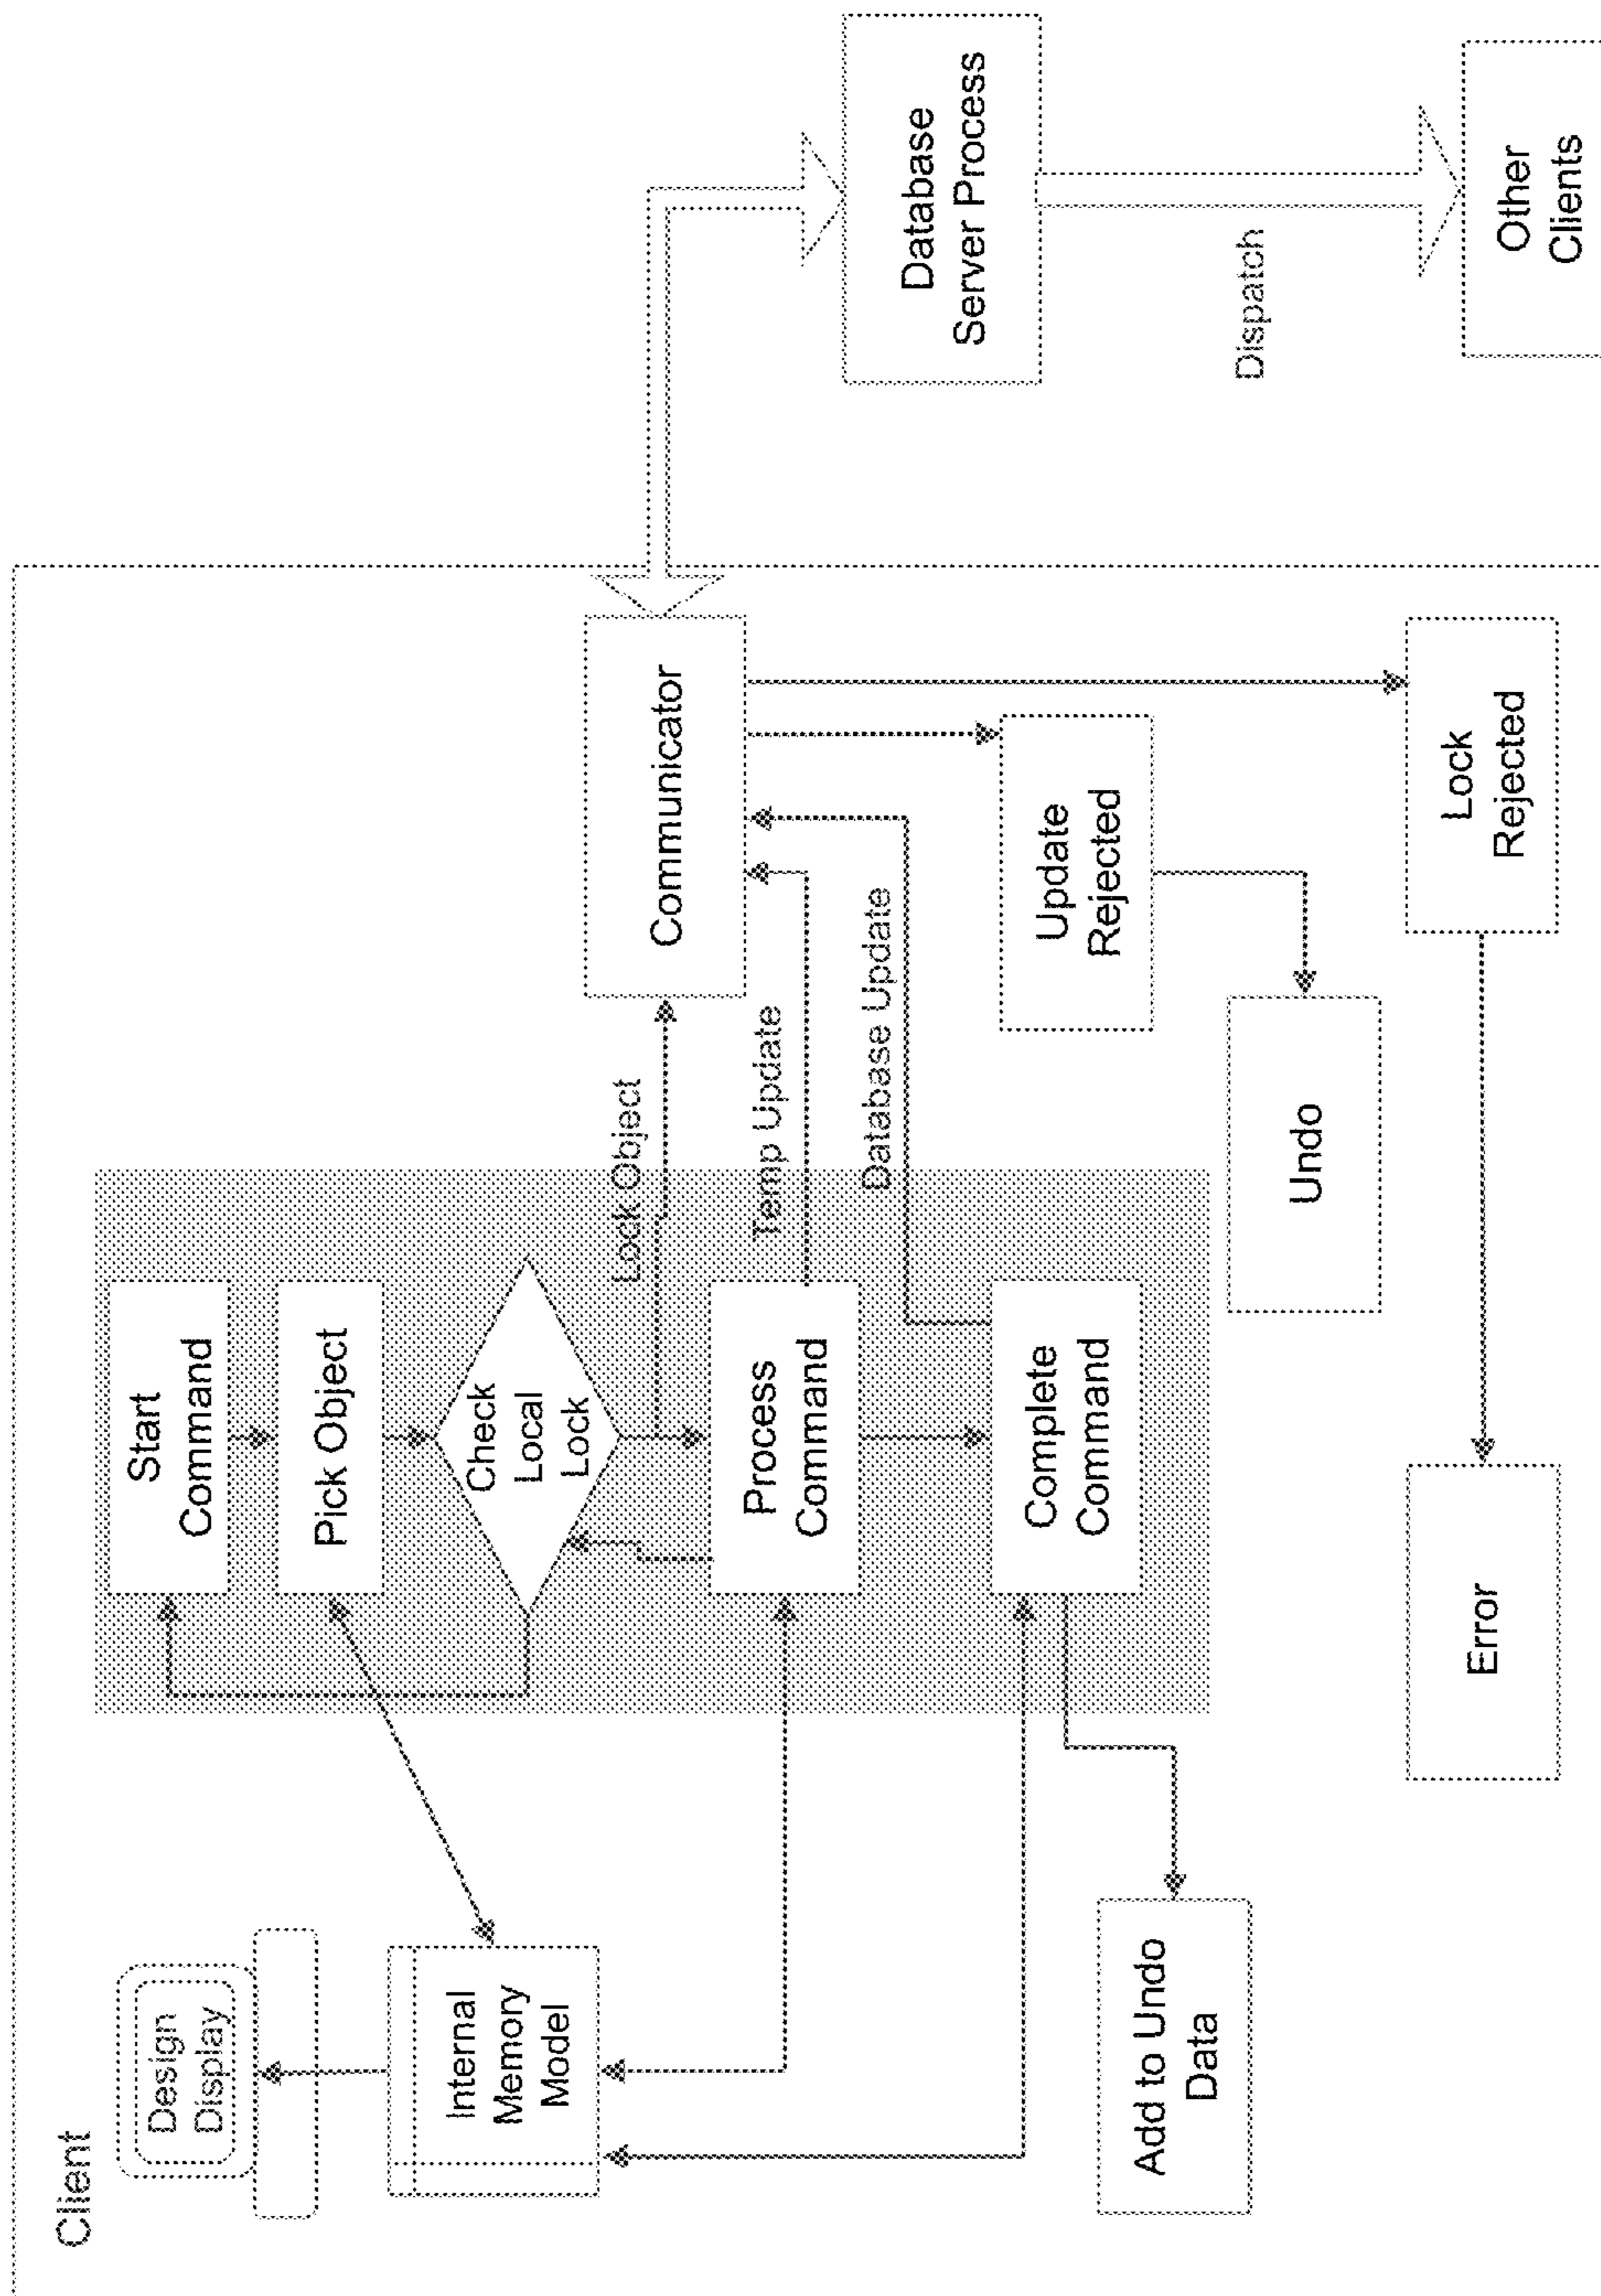 Client
Design
Display
Internal
Memory
Model
Start
Command
Pick Object
Check
Local
Lock
Process
Command
Complete
Command
Add to Undo
Data
Lock Object
Temp Update
Database Update
Communicator
Update
Rejected
Undo
Lock
Rejected
Error
Database
Server Process
Dispatch
Other
Clients